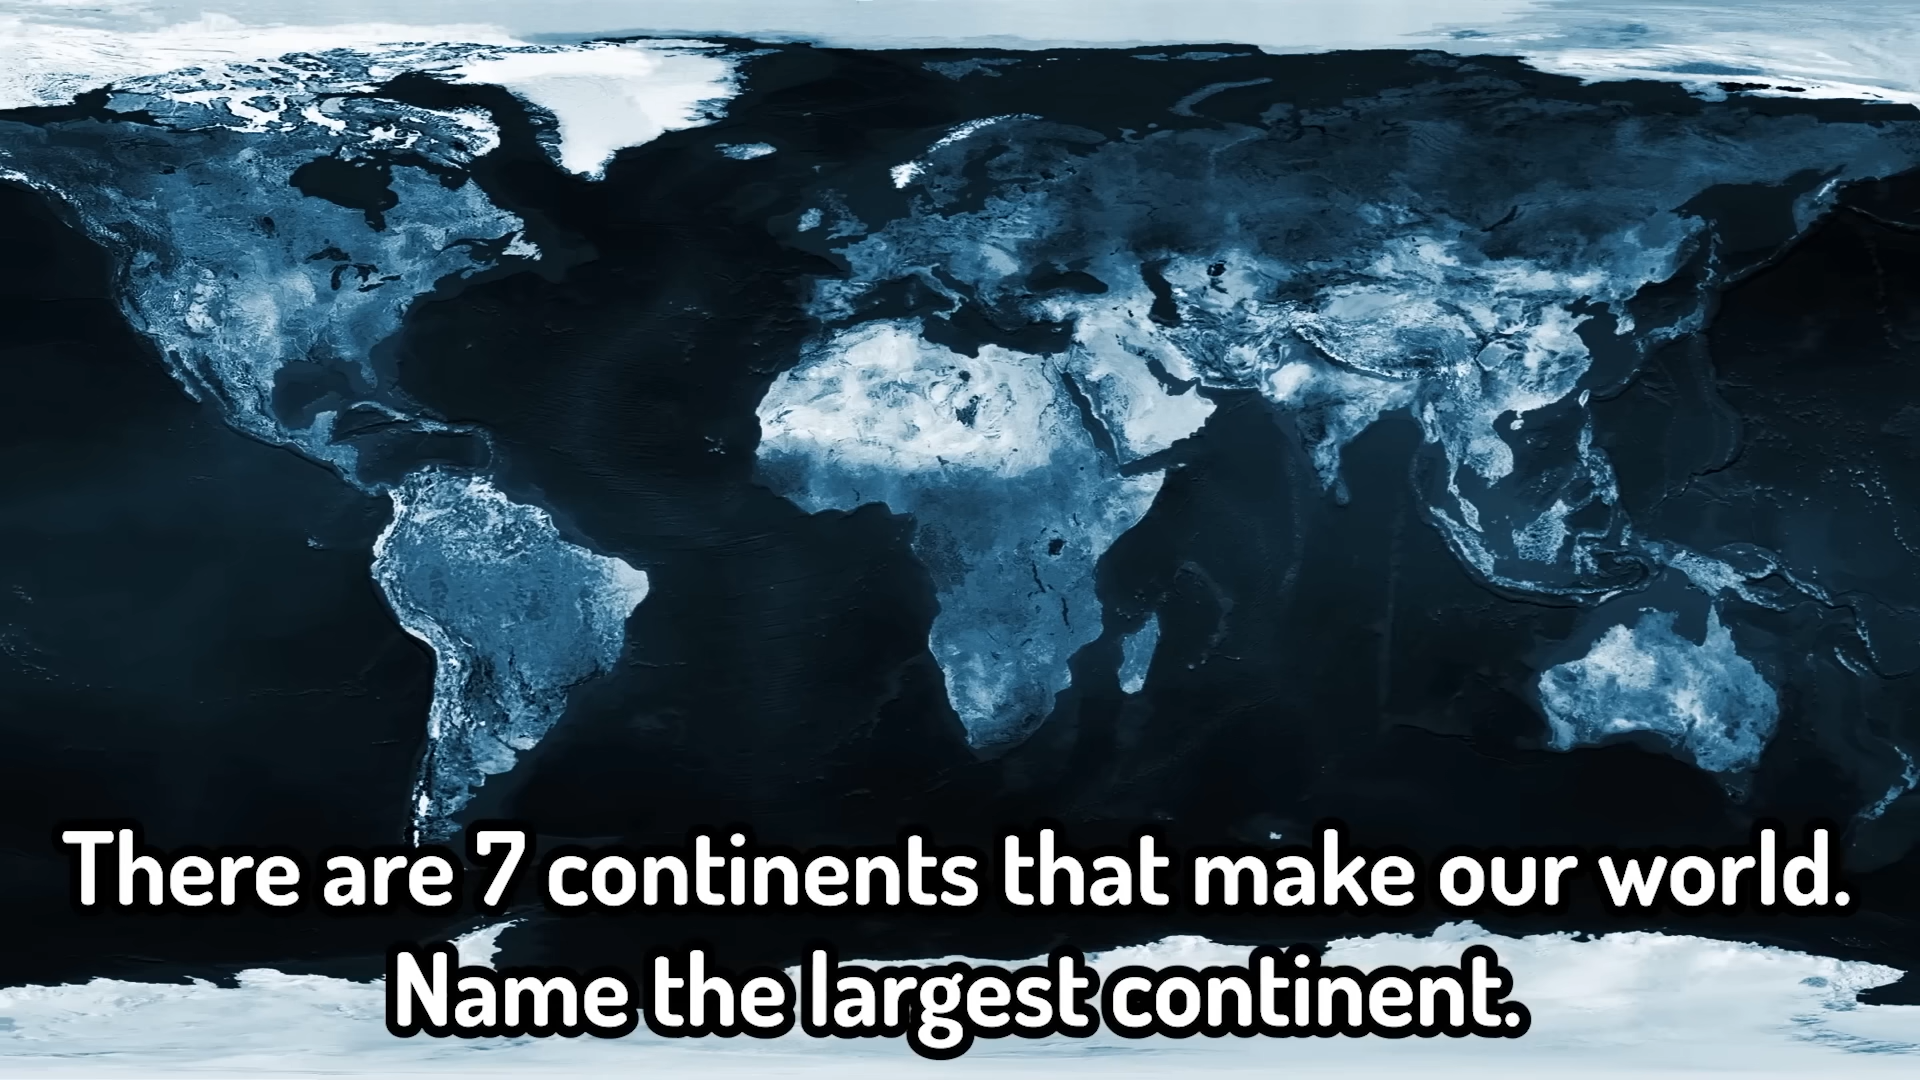 There are 7 continents that make our world.
Name the largest continent.